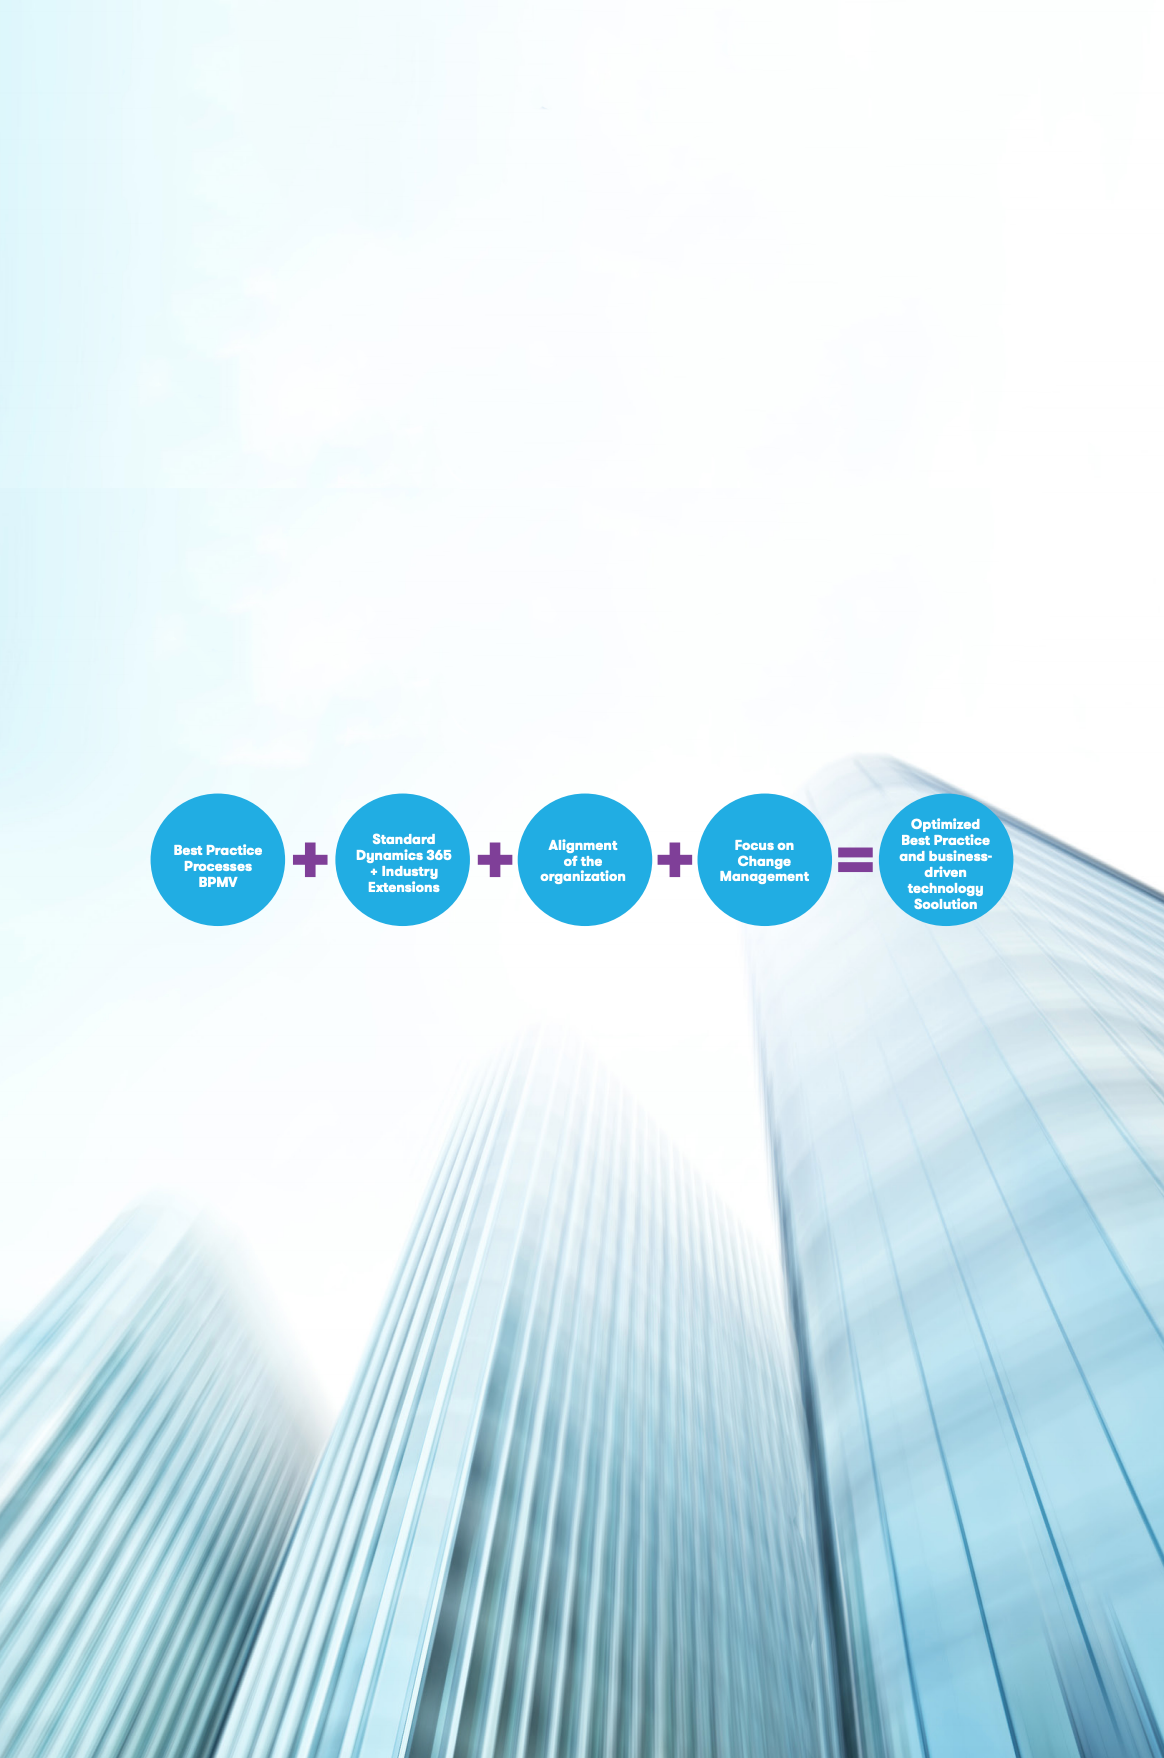 Best Practice
Processes
BPMV
+
Standard
Dynamics 365
+ Industry
Extensions
+
Alignment
of the
organization
+
Focus on
Change
Management
=
Optimized
Best Practice
and business-
driven
technology
Soolution